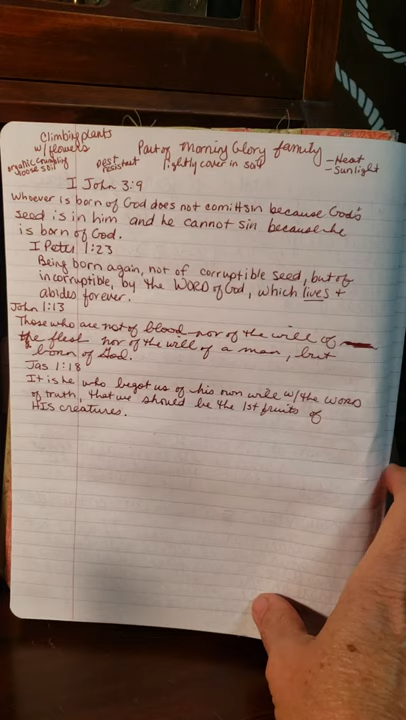 Climbing plants
w/flowers
Part of Morning Glory family
- Heat
- Sunlight
organic crumbling
loose soil
pest
resistant
lightly cover in soil
I John 3:9
Whoever is born of God does not comitt sin because God's
seed is in him and he cannot sin because he
is born of God.
I Peter 1:23
Being born again, not of corruptible seed, but of
incorruptible, by the WORD of God, which lives +
abides forever.
John 1:13
Those who are not of blood nor of the will of
the flesh nor of the will of a man, but
born of God.
Jas 1:18
It is he who begot us of his own will w/the WORD
of truth, that we should be the 1st fruits of
HIS creatures.